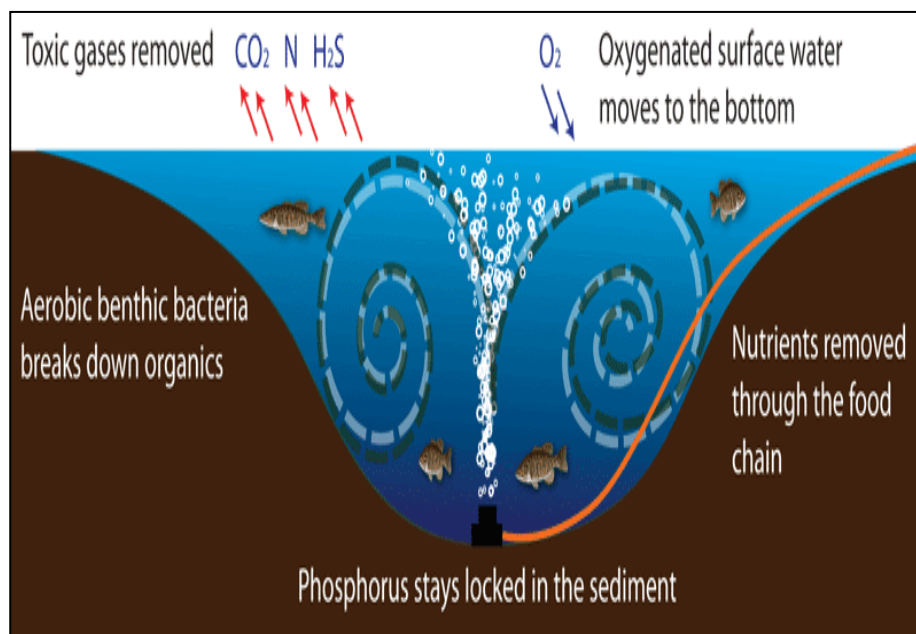 Toxic gases removed CO₂ N H₂S
O₂ Oxygenated surface water
moves to the bottom
Aerobic benthic bacteria
breaks down organics
Nutrients removed
through the food
chain
Phosphorus stays locked in the sediment